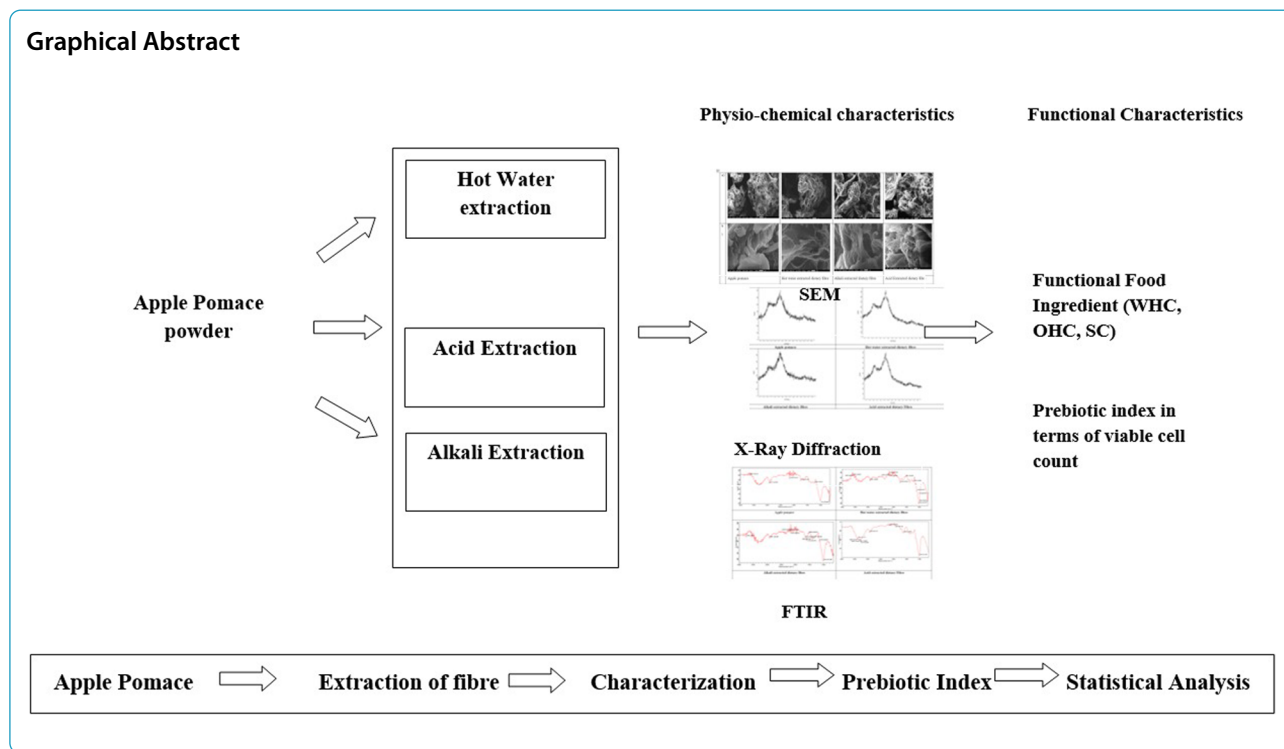 Graphical Abstract
Physio-chemical characteristics
Functional Characteristics
Hot Water
extraction
Apple Pomace
powder
Acid Extraction
Alkali Extraction
SEM
X-Ray Diffraction
FTIR
Functional Food
Ingredient (WHC,
OHC, SC)
Prebiotic index in
terms of viable cell
count
Apple Pomace
Extraction of fibre
Characterization
Prebiotic Index
Statistical Analysis